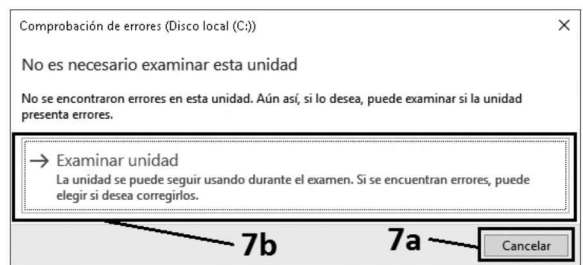 Comprobación de errores (Disco local (C:))
No es necesario examinar esta unidad
No se encontraron errores en esta unidad. Aún así, si lo desea, puede examinar si la unidad
presenta errores.
Examinar unidad
La unidad se puede seguir usando durante el examen. Si se encuentran errores, puede
elegir si desea corregirlos.
7b
7a
Cancelar